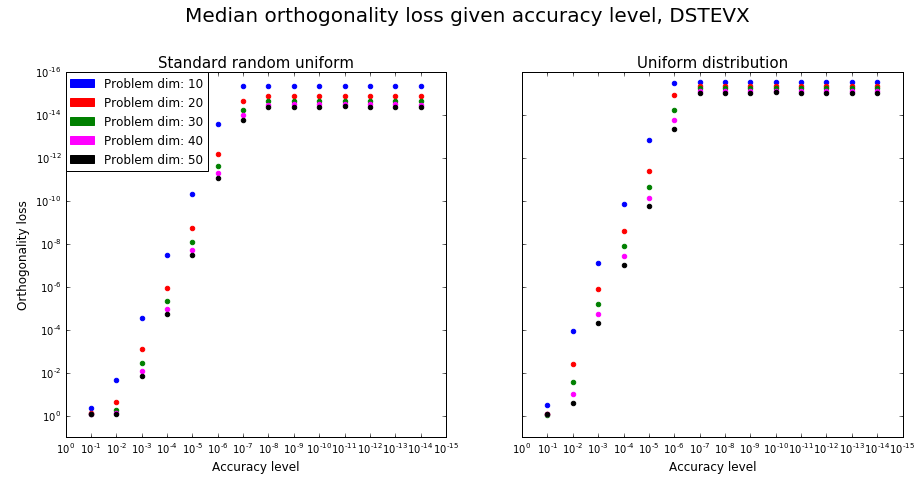 Median orthogonality loss given accuracy level, DSTEVX
Standard random uniform
Uniform distribution
Problem dim: 10
Problem dim: 20
Problem dim: 30
Problem dim: 40
Problem dim: 50
Orthogonality loss
10^-16
10^-14
10^-12
10^-10
10^-8
10^-6
10^-4
10^-2
10^0
10^0 10^-1 10^-2 10^-3 10^-4 10^-5 10^-6 10^-7 10^-8 10^-9 10^-10 10^-11 10^-12 10^-13 10^-14 10^-15
Accuracy level
10^0 10^-1 10^-2 10^-3 10^-4 10^-5 10^-6 10^-7 10^-8 10^-9 10^-10 10^-11 10^-12 10^-13 10^-14 10^-15
Accuracy level